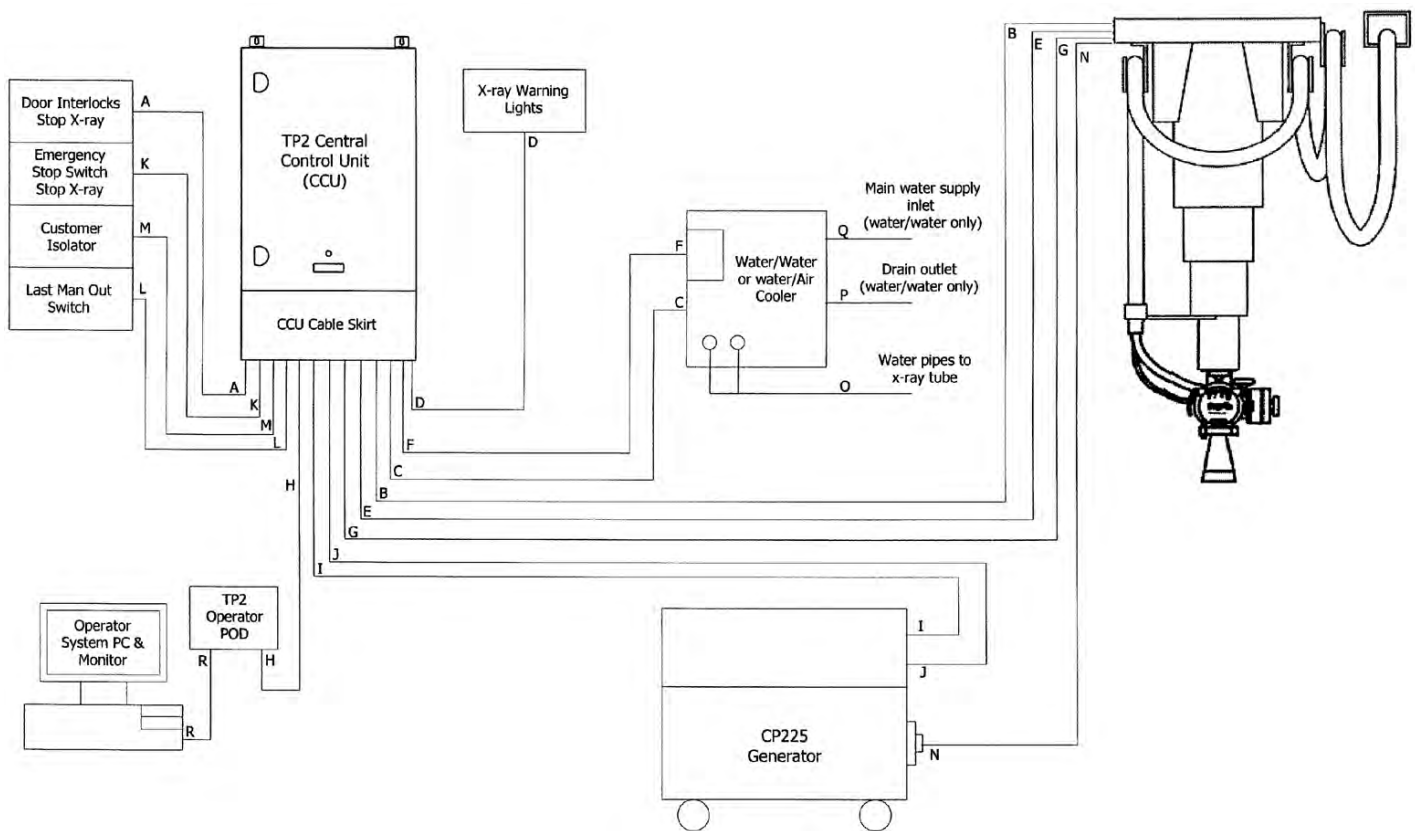 Door Interlocks
Stop X-ray
A
Emergency
Stop Switch
Stop X-ray
K
Customer
Isolator
M
Last Man Out
Switch
L
TP2 Central
Control Unit
(CCU)
CCU Cable Skirt
X-ray Warning
Lights
D
A
K
M
L
H
I
J
G
E
B
C
F
D
F
C
Water/Water
or water/Air
Cooler
Main water supply
inlet
(water/water only)
Q
Drain outlet
(water/water only)
P
Water pipes to
x-ray tube
O
B
E
G
N
Operator
System PC &
Monitor
R
TP2
Operator
POD
R
H
I
J
CP225
Generator
N